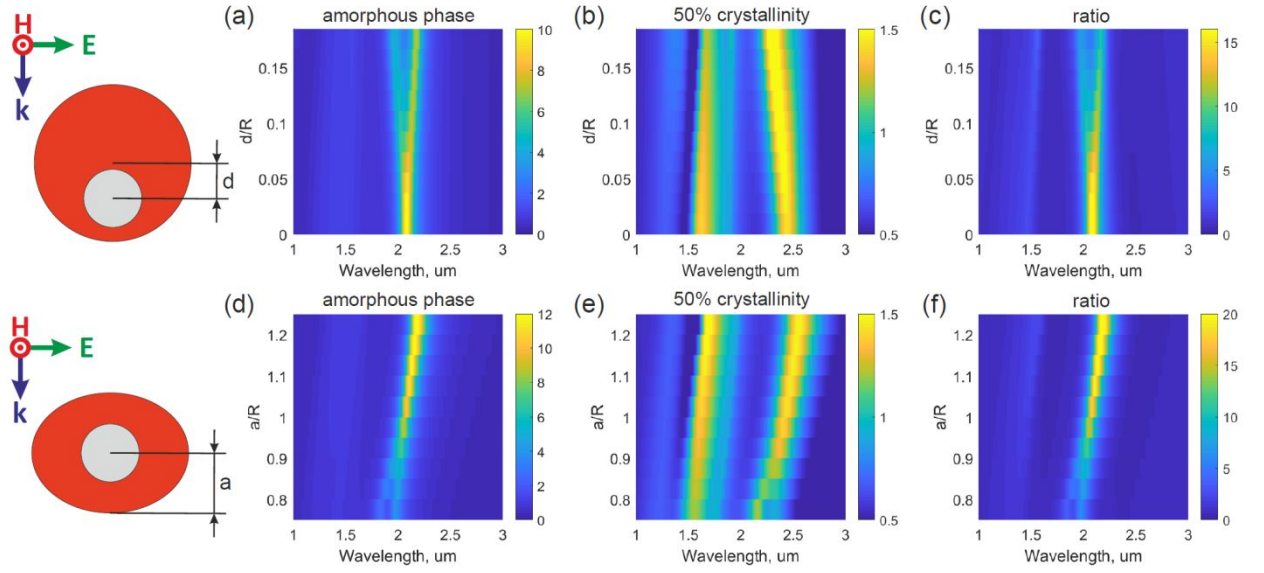 (a) amorphous phase
(b) 50% crystallinity
(c) ratio
H
E
k
d
d/R
0.15
0.1
0.05
0
1 1.5 2 2.5 3
Wavelength, um
10
8
6
4
2
0
d/R
0.15
0.1
0.05
0
1 1.5 2 2.5 3
Wavelength, um
1.5
1
0.5
d/R
0.15
0.1
0.05
0
1 1.5 2 2.5 3
Wavelength, um
15
10
5
0
(d) amorphous phase
(e) 50% crystallinity
(f) ratio
H
E
k
a
a/R
1.2
1.1
1
0.9
0.8
1 1.5 2 2.5 3
Wavelength, um
12
10
8
6
4
2
0
a/R
1.2
1.1
1
0.9
0.8
1 1.5 2 2.5 3
Wavelength, um
1.5
1
0.5
a/R
1.2
1.1
1
0.9
0.8
1 1.5 2 2.5 3
Wavelength, um
20
15
10
5
0